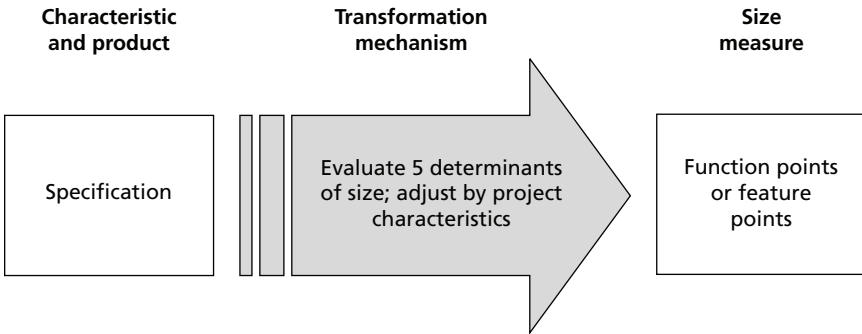 Characteristic
and product
Transformation
mechanism
Size
measure
Specification
Evaluate 5 determinants
of size; adjust by project
characteristics
Function points
or feature
points